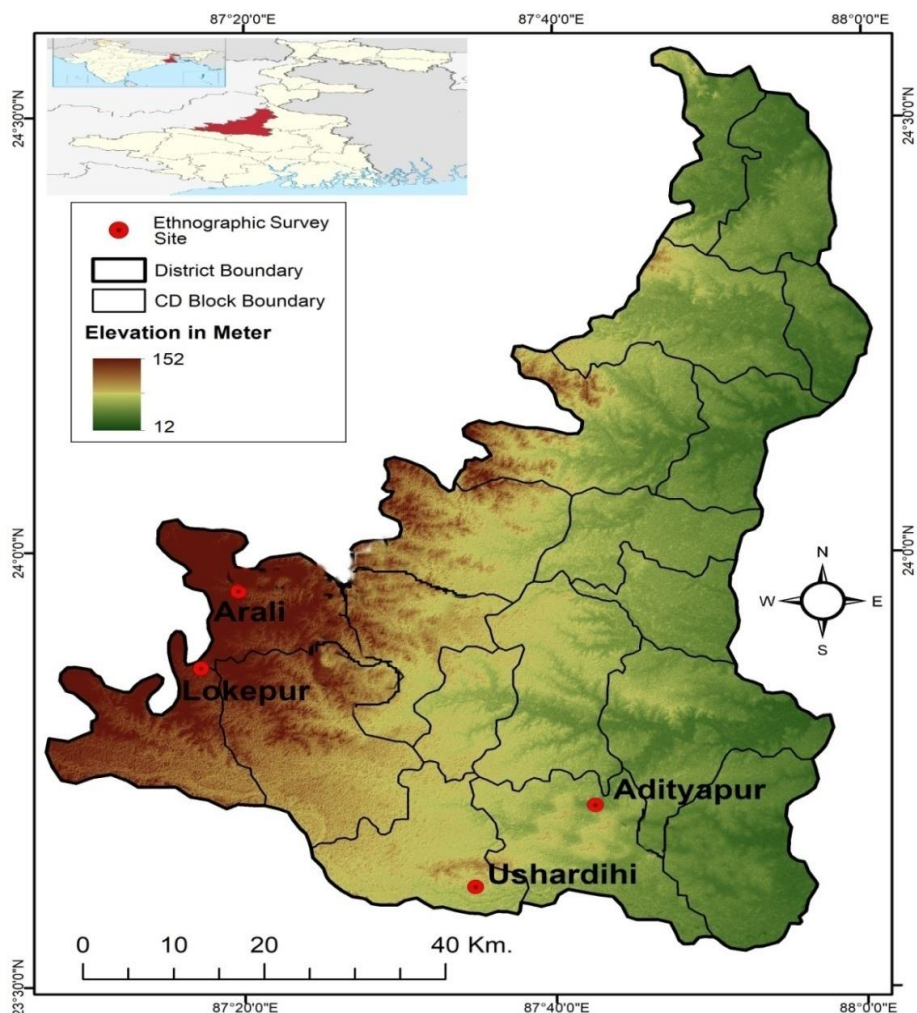 87°20'0"E
87°40'0"E
88°0'0"E
24°30'0"N
24°30'0"N
Ethnographic Survey
Site
District Boundary
CD Block Boundary
Elevation in Meter
152
12
24°0'0"N
24°0'0"N
N
W
E
S
Arali
Lokepur
Adityapur
Ushardihi
0
10
20
40 Km.
23°30'0"N
87°20'0"E
87°40'0"E
88°0'0"E